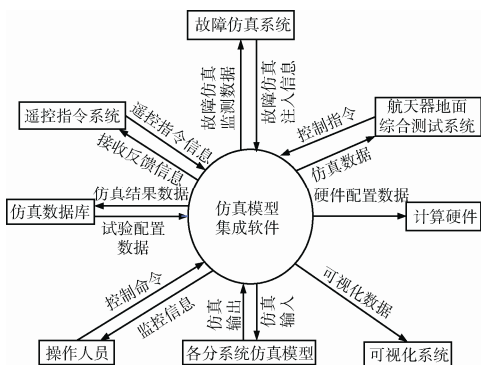 故障仿真系统
故障仿真
监测数据
故障仿真
注入信息
遥控指令系统
遥控指令信息
接收反馈信息
控制指令
仿真数据
航天器地面
综合测试系统
仿真数据库
仿真结果数据
试验配置
数据
仿真模型
集成软件
硬件配置数据
计算硬件
控制命令
监控信息
仿真
输出
仿真
输入
可视化数据
操作人员
各分系统仿真模型
可视化系统